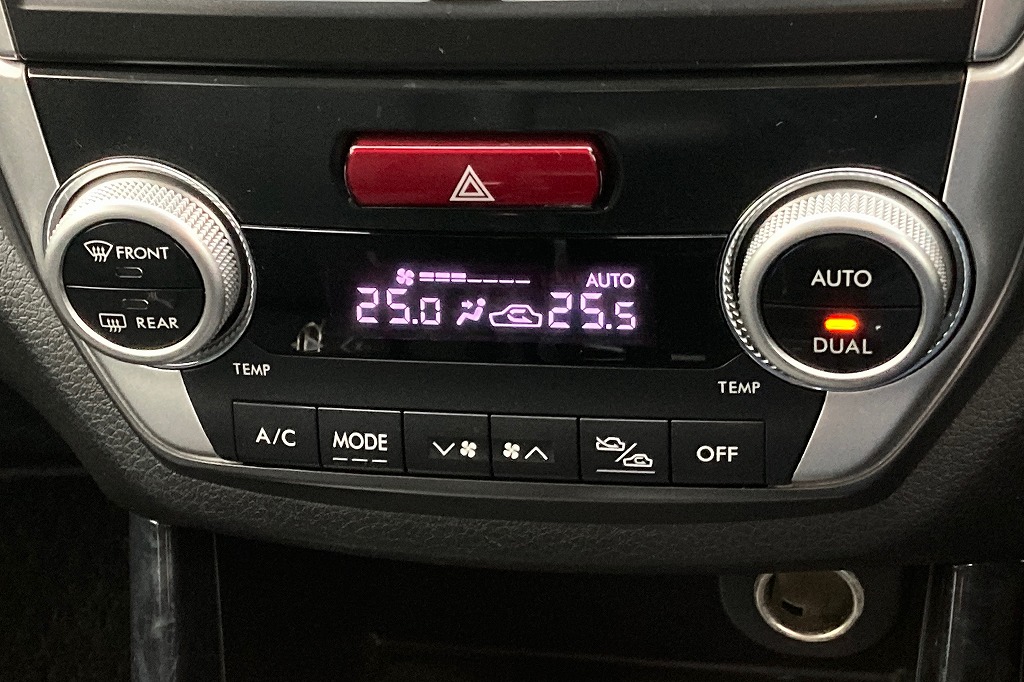 FRONT
REAR
TEMP
AUTO
25.0
25.5
AUTO
DUAL
TEMP
A/C
MODE
OFF